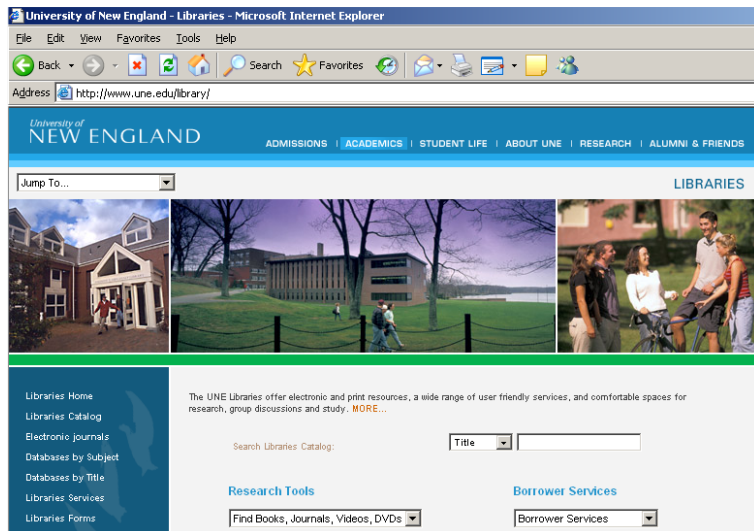 University of New England - Libraries - Microsoft Internet Explorer
File Edit View Favorites Tools Help
Back Search Favorites
Address http://www.une.edu/library/
University of
NEW ENGLAND
ADMISSIONS | ACADEMICS | STUDENT LIFE | ABOUT UNE | RESEARCH | ALUMNI & FRIENDS
Jump To...
LIBRARIES
Libraries Home
Libraries Catalog
Electronic journals
Databases by Subject
Databases by Title
Libraries Services
Libraries Forms
The UNE Libraries offer electronic and print resources, a wide range of user friendly services, and comfortable spaces for
research, group discussions and study. MORE...
Search Libraries Catalog: Title
Research Tools
Find Books, Journals, Videos, DVDs
Borrower Services
Borrower Services